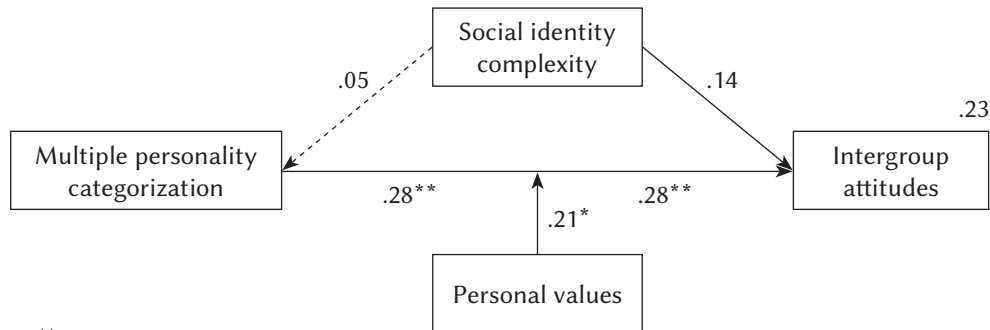 Social identity
complexity
.05
.14
.23
Multiple personality
categorization
Intergroup
attitudes
.28**
.28**
.21*
Personal values